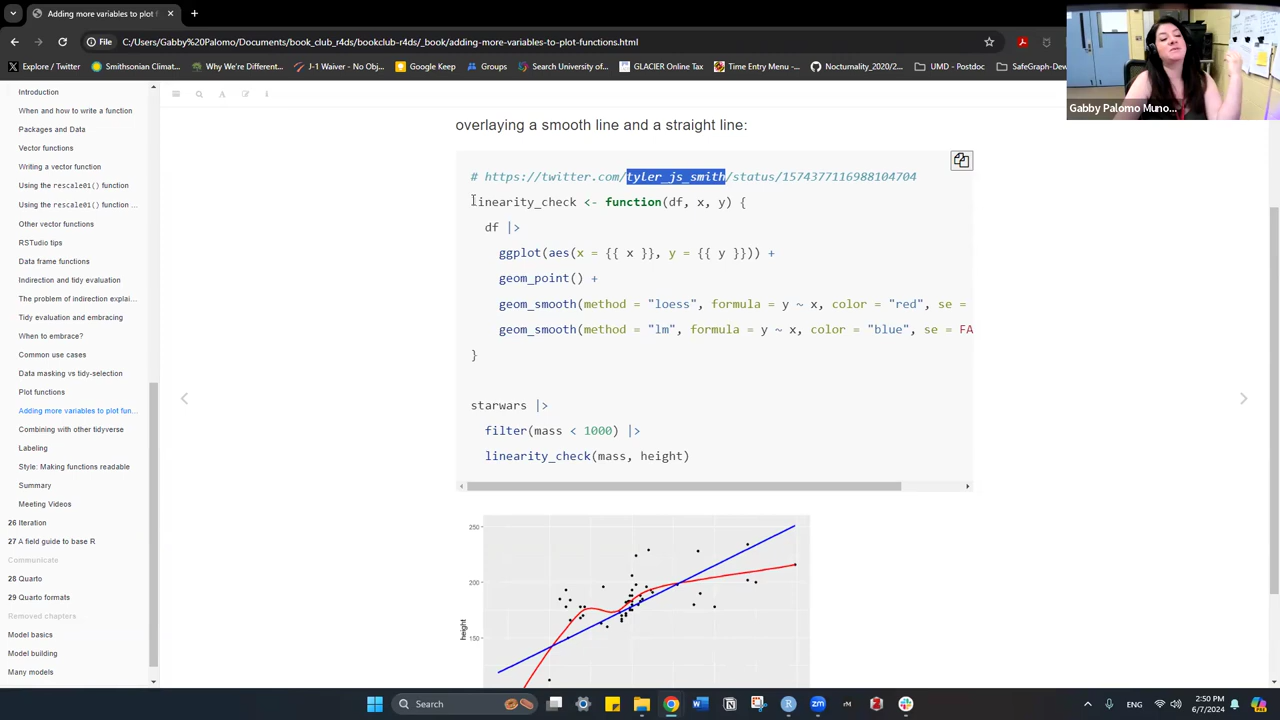 Adding more variables to plot f
File
C:/Users/Gabby%20Palomo/Documents/book_club_r4ds/_book/adding-more-variables-to-plot-functions.html
Explore / Twitter
Smithsonian Climat...
Why We're Different...
J-1 Waiver - No Obj...
Google Keep
Forecast
GLACIER Option Tax
Time Entry Menu -...
Nocturnality_2020/2...
UMD - Postdoc
SafeGraph-Dew
Gabby Palomo Muno...
Introduction
When and how to write a function
Packages and Data
Vector functions
Writing a vector function
Using the rescale01() function
Using the rescale01() function ...
Other vector functions
RSTudio tips
Data frame functions
Indirection and tidy evaluation
The problem of indirection explai...
Tidy evaluation and embracing
When to embrace?
Common use cases
Data masking vs tidy-selection
Plot functions
Adding more variables to plot fun...
Combining with other tidyverse
Labeling
Style: Making functions readable
Summary
Meeting Videos
26 Iteration
27 A field guide to base R
Communicate
28 Quarto
29 Quarto formats
Removed chapters
Model basics
Model building
Many models
overlaying a smooth line and a straight line:
# https://twitter.com/tyler_js_smith/status/1574377116988104704
linearity_check <- function(df, x, y) {
df |>
ggplot(aes(x = {{ x }}, y = {{ y }})) +
geom_point() +
geom_smooth(method = "loess", formula = y ~ x, color = "red", se =
geom_smooth(method = "lm", formula = y ~ x, color = "blue", se = FA
}
starwars |>
filter(mass < 1000) |>
linearity_check(mass, height)
250
200
150
height
Search
ENG
2:50 PM
6/7/2024